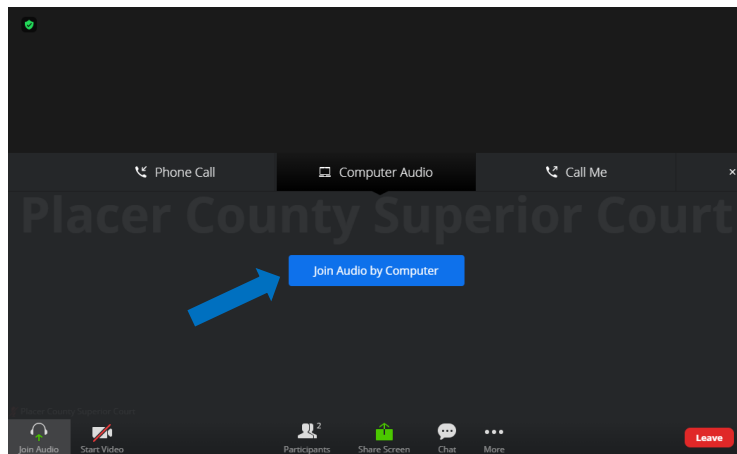 Phone Call
Computer Audio
Call Me
Placer County Superior Court
Join Audio by Computer
Placer County Superior Court
2
Join Audio
Start Video
Participants
Share Screen
Chat
More
Leave